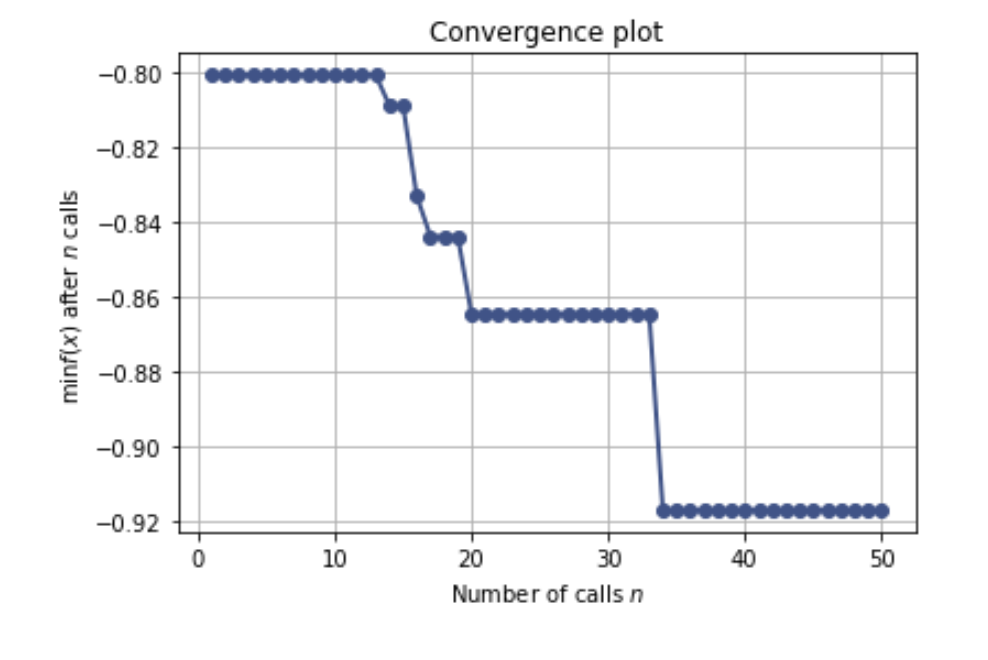 Convergence plot
−0.80
−0.82
−0.84
−0.86
−0.88
−0.90
−0.92
minf(x) after n calls
0 10 20 30 40 50
Number of calls n